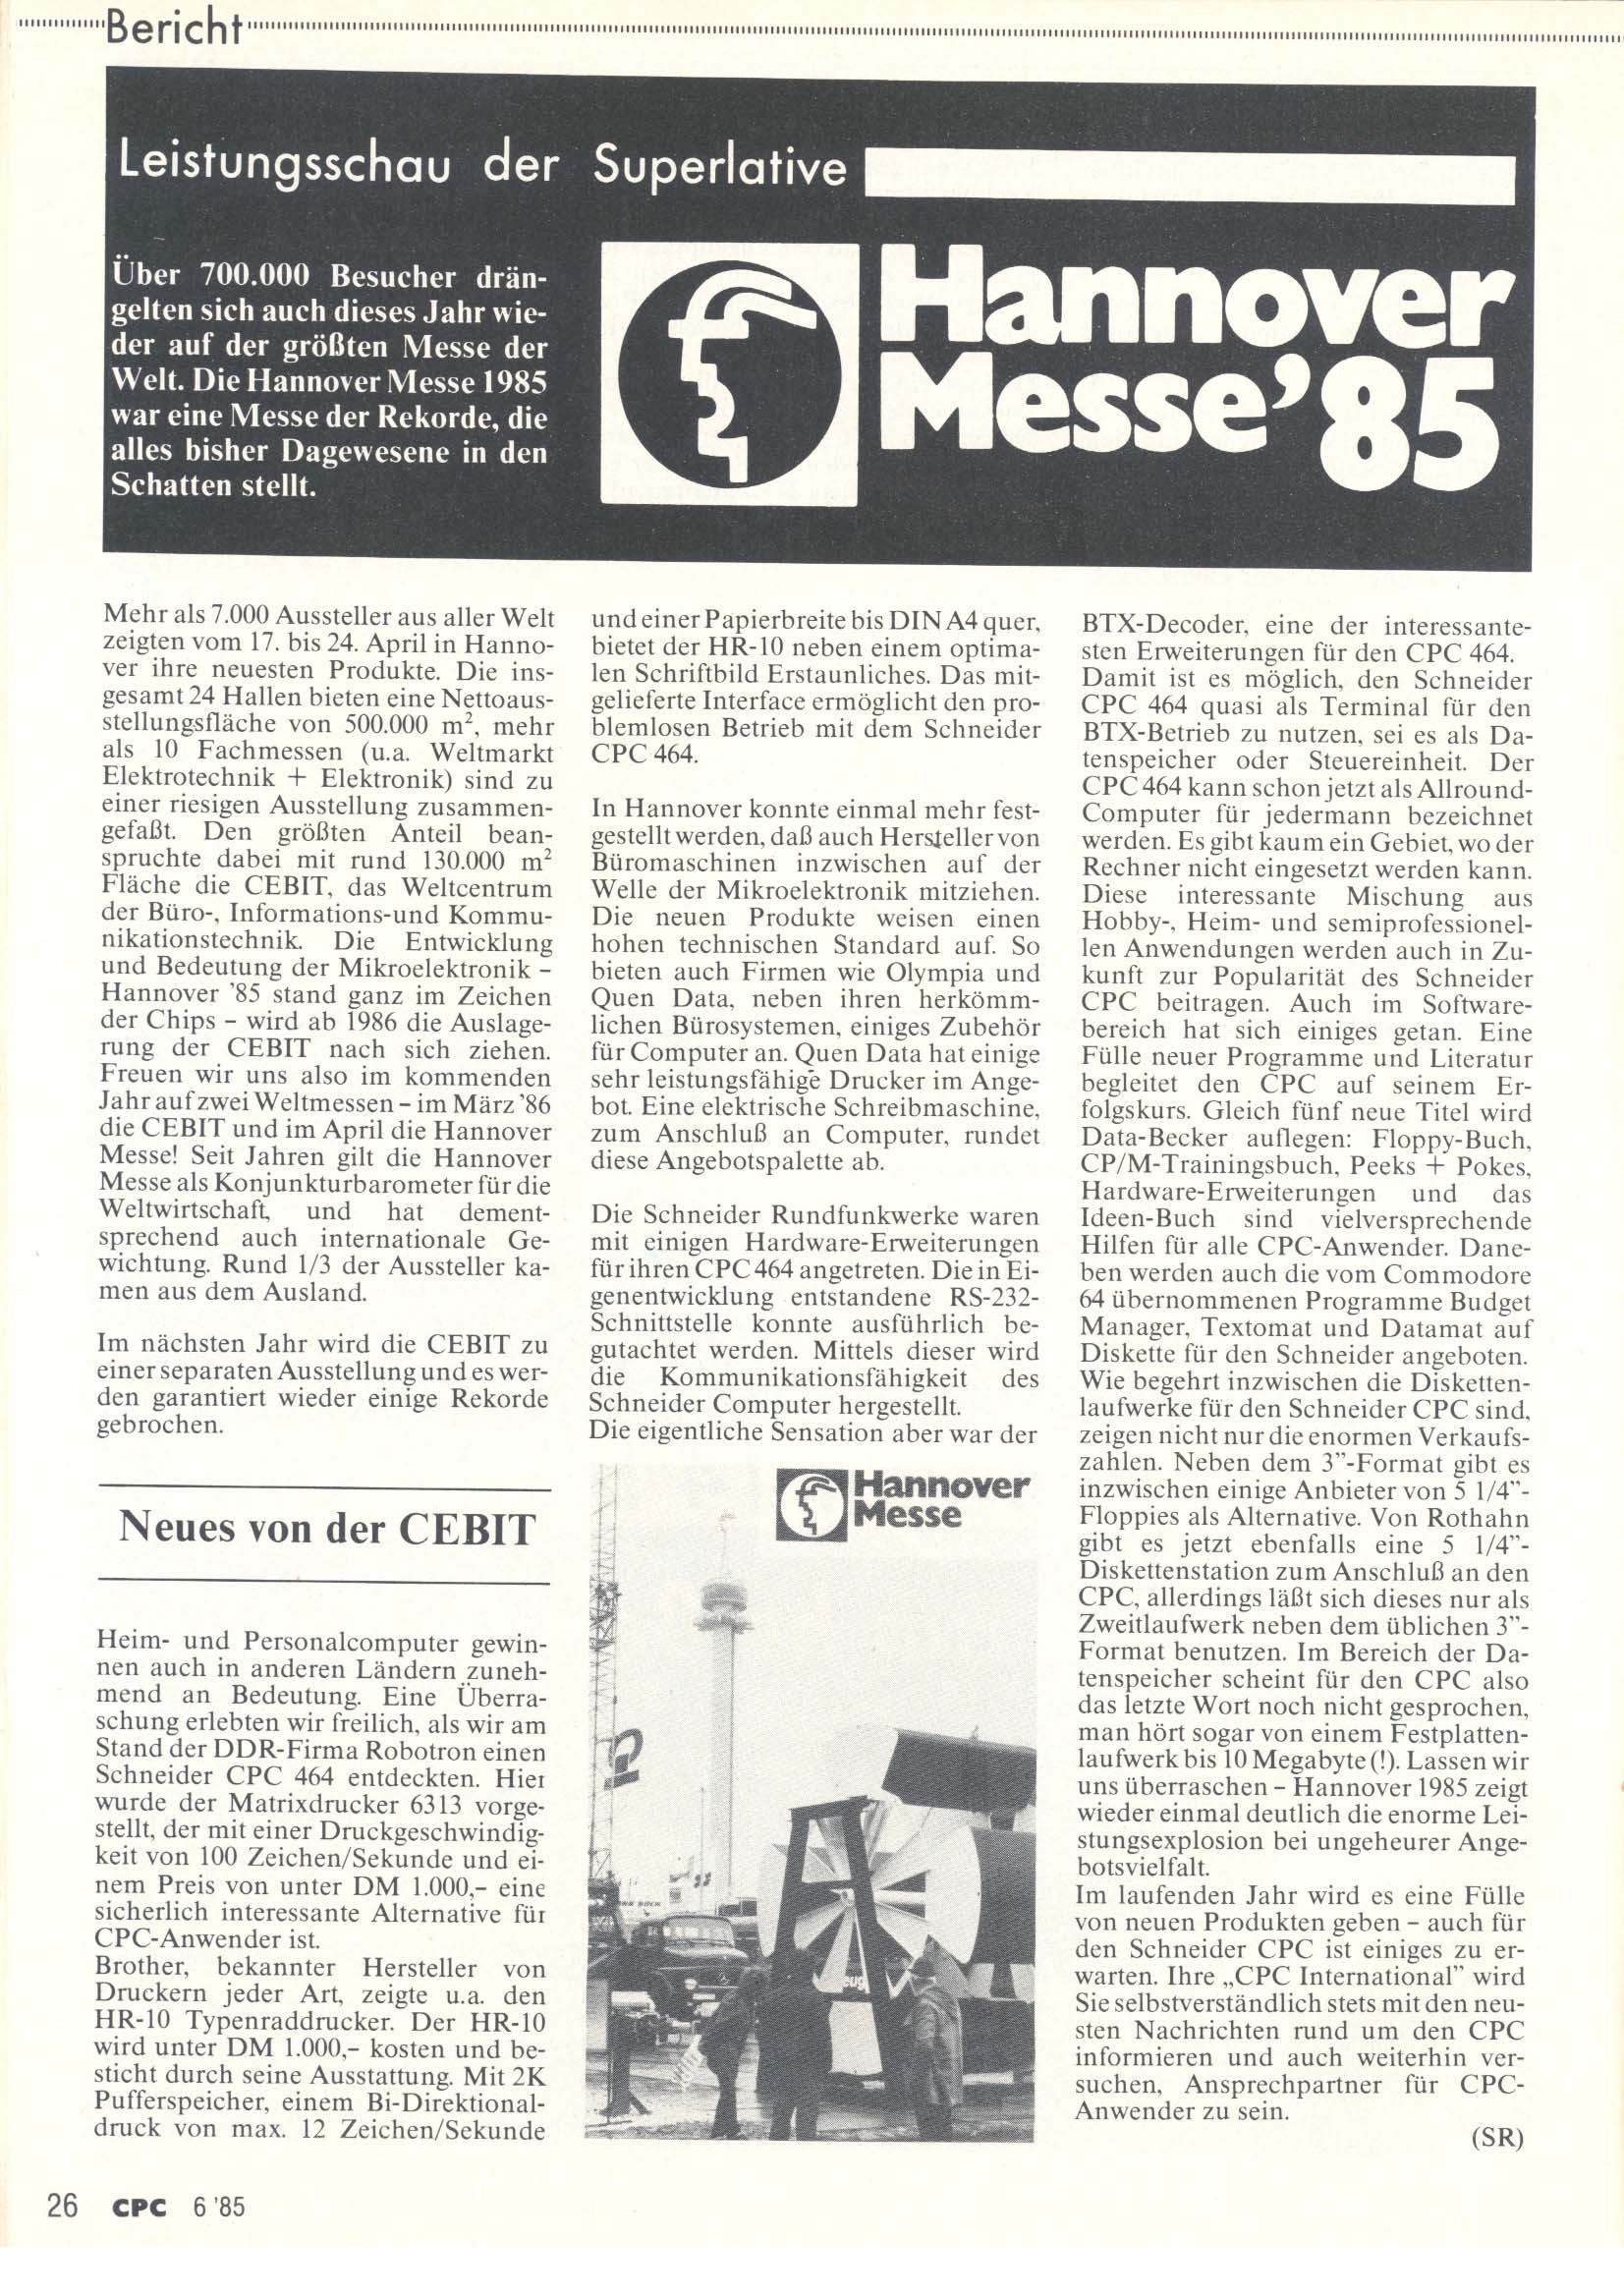 Bericht
Leistungsschau der Superlative
Über 700.000 Besucher drän-
gelten sich auch dieses Jahr wie-
der auf der größten Messe der
Welt. Die Hannover Messe 1985
war eine Messe der Rekorde, die
alles bisher Dagewesene in den
Schatten stellt.
Hannover
Messe'85
Mehr als 7.000 Aussteller aus aller Welt
zeigten vom 17. bis 24. April in Hanno-
ver ihre neuesten Produkte. Die ins-
gesamt 24 Hallen bieten eine Nettoaus-
stellungsfläche von 500.000 m², mehr
als 10 Fachmessen (u.a. Weltmarkt
Elektrotechnik + Elektronik) sind zu
einer riesigen Ausstellung zusammen-
gefaßt. Den größten Anteil bean-
spruchte dabei mit rund 130.000 m²
Fläche die CEBIT, das Weltcentrum
der Büro-, Informations-und Kommu-
nikationstechnik. Die Entwicklung
und Bedeutung der Mikroelektronik –
Hannover '85 stand ganz im Zeichen
der Chips – wird ab 1986 die Auslage-
rung der CEBIT nach sich ziehen.
Freuen wir uns also im kommenden
Jahr auf zwei Weltmessen – im März '86
die CEBIT und im April die Hannover
Messe! Seit Jahren gilt die Hannover
Messe als Konjunkturbarometer für die
Weltwirtschaft, und hat dement-
sprechend auch internationale Ge-
wichtung. Rund 1/3 der Aussteller ka-
men aus dem Ausland.
Im nächsten Jahr wird die CEBIT zu
einer separaten Ausstellung und es wer-
den garantiert wieder einige Rekorde
gebrochen.
Neues von der CEBIT
Heim- und Personalcomputer gewin-
nen auch in anderen Ländern zuneh-
mend an Bedeutung. Eine Überra-
schung erlebten wir freilich, als wir am
Stand der DDR-Firma Robotron einen
Schneider CPC 464 entdeckten. Hier
wurde der Matrixdrucker 6313 vorge-
stellt, der mit einer Druckgeschwindig-
keit von 100 Zeichen/Sekunde und ei-
nem Preis von unter DM 1.000,– eine
sicherlich interessante Alternative für
CPC-Anwender ist.
Brother, bekannter Hersteller von
Druckern jeder Art, zeigte u.a. den
HR-10 Typenraddrucker. Der HR-10
wird unter DM 1.000,– kosten und be-
sticht durch seine Ausstattung. Mit 2K
Pufferspeicher, einem Bi-Direktional-
druck von max. 12 Zeichen/Sekunde
und einer Papierbreite bis DIN A4 quer,
bietet der HR-10 neben einem optima-
len Schriftbild Erstaunliches. Das mit-
gelieferte Interface ermöglicht den pro-
blemlosen Betrieb mit dem Schneider
CPC 464.
In Hannover konnte einmal mehr fest-
gestellt werden, daß auch Hersteller von
Büromaschinen inzwischen auf der
Welle der Mikroelektronik mitziehen.
Die neuen Produkte weisen einen
hohen technischen Standard auf. So
bieten auch Firmen wie Olympia und
Quen Data, neben ihren herkömm-
lichen Bürosystemen, einiges Zubehör
für Computer an. Quen Data hat einige
sehr leistungsfähige Drucker im Ange-
bot. Eine elektrische Schreibmaschine,
zum Anschluß an Computer, rundet
diese Angebotspalette ab.
Die Schneider Rundfunkwerke waren
mit einigen Hardware-Erweiterungen
für ihren CPC 464 angetreten. Die in Ei-
genentwicklung entstandene RS-232-
Schnittstelle konnte ausführlich be-
gutachtet werden. Mittels dieser wird
die Kommunikationsfähigkeit des
Schneider Computer hergestellt.
Die eigentliche Sensation aber war der
Hannover
Messe
BTX-Decoder, eine der interessante-
sten Erweiterungen für den CPC 464.
Damit ist es möglich, den Schneider
CPC 464 quasi als Terminal für den
BTX-Betrieb zu nutzen, sei es als Da-
tenspeicher oder Steuereinheit. Der
CPC 464 kann schon jetzt als Allround-
Computer für jedermann bezeichnet
werden. Es gibt kaum ein Gebiet, wo der
Rechner nicht eingesetzt werden kann.
Diese interessante Mischung aus
Hobby-, Heim- und semiprofessionel-
len Anwendungen werden auch in Zu-
kunft zur Popularität des Schneider
CPC beitragen. Auch im Software-
bereich hat sich einiges getan. Eine
Fülle neuer Programme und Literatur
begleitet den CPC auf seinem Er-
folgskurs. Gleich fünf neue Titel wird
Data-Becker auflegen: Floppy-Buch,
CP/M-Trainingsbuch, Peeks + Pokes,
Hardware-Erweiterungen und das
Ideen-Buch sind vielversprechende
Hilfen für alle CPC-Anwender. Dane-
ben werden auch die vom Commodore
64 übernommenen Programme Budget
Manager, Textomat und Datamat auf
Diskette für den Schneider angeboten.
Wie begehrt inzwischen die Disketten-
laufwerke für den Schneider CPC sind,
zeigen nicht nur die enormen Verkaufs-
zahlen. Neben dem 3”-Format gibt es
inzwischen einige Anbieter von 5 1/4”-
Floppies als Alternative. Von Rothahn
gibt es jetzt ebenfalls eine 5 1/4”-
Diskettenstation zum Anschluß an den
CPC, allerdings läßt sich dieses nur als
Zweitlaufwerk neben dem üblichen 3”-
Format benutzen. Im Bereich der Da-
tenspeicher scheint für den CPC also
das letzte Wort noch nicht gesprochen,
man hört sogar von einem Festplatten-
laufwerk bis 10 Megabyte (!). Lassen wir
uns überraschen – Hannover 1985 zeigt
wieder einmal deutlich die enorme Lei-
stungsexplosion bei ungeheurer Ange-
botsvielfalt.
Im laufenden Jahr wird es eine Fülle
von neuen Produkten geben – auch für
den Schneider CPC ist einiges zu er-
warten. Ihre „CPC International” wird
Sie selbstverständlich stets mit den neu-
sten Nachrichten rund um den CPC
informieren und auch weiterhin ver-
suchen, Ansprechpartner für CPC-
Anwender zu sein.
(SR)
26 CPC 6 '85